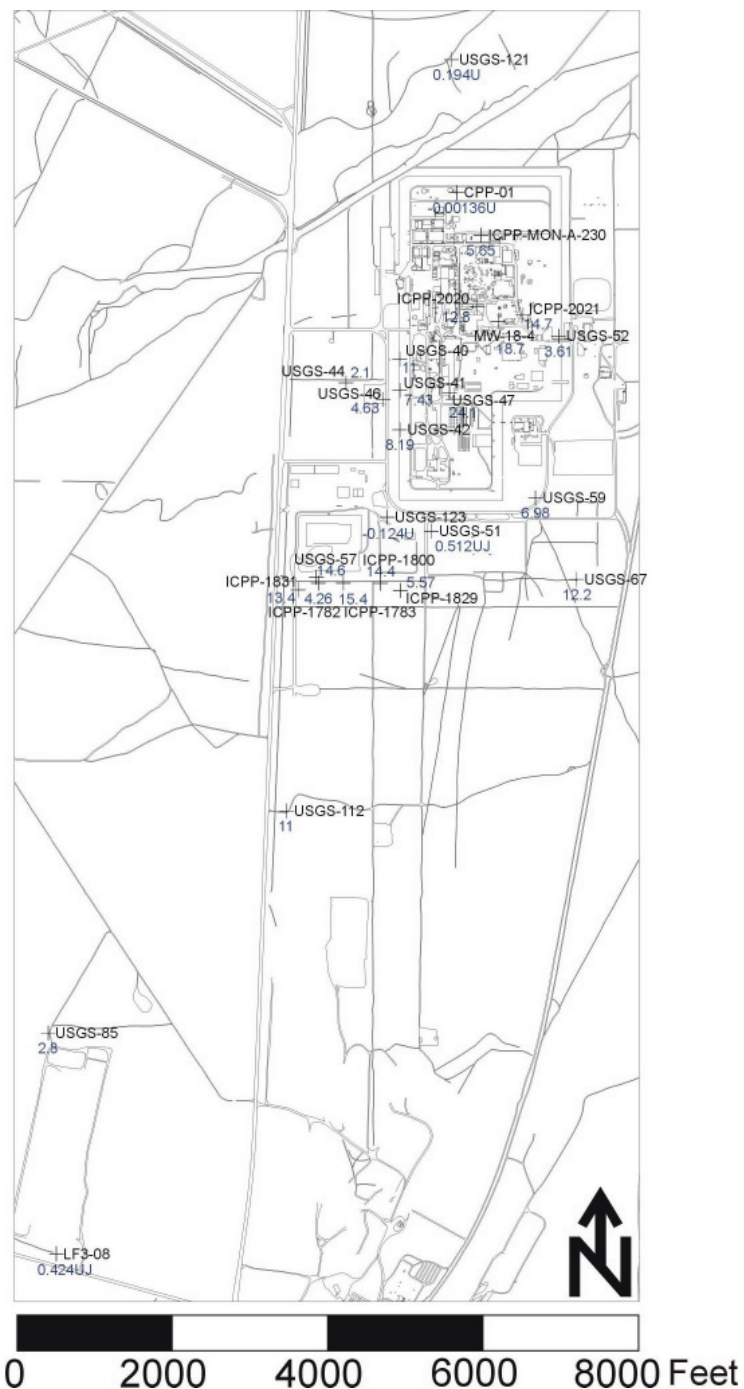 USGS-121
0.194U
CPP-01
-0.00136U
ICPP-MON-A-230
5.65
ICPP-2020
12.8
ICPP-2021
14.7
MW-18-4
18.7
USGS-52
3.61
USGS-40
11
USGS-44
2.1
USGS-41
7.43
USGS-46
4.63
USGS-47
24.1
USGS-42
8.19
USGS-59
6.98
USGS-123
-0.124U
USGS-51
0.512UJ
USGS-57
14.6
ICPP-1800
14.4
5.57
USGS-67
12.2
ICPP-1831
13.4
4.26
15.4
ICPP-1829
ICPP-1782
ICPP-1783
USGS-112
11
USGS-85
2.8
LF3-08
0.424UJ
N
0 2000 4000 6000 8000 Feet